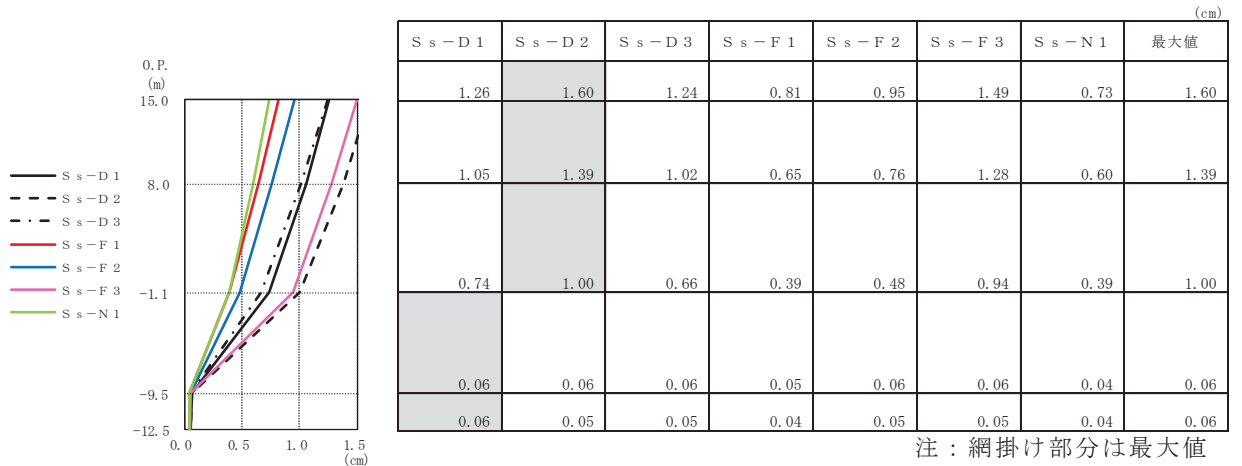 (cm)
Ｓｓ－Ｄ１ Ｓｓ－Ｄ２ Ｓｓ－Ｄ３ Ｓｓ－Ｆ１ Ｓｓ－Ｆ２ Ｓｓ－Ｆ３ Ｓｓ－Ｎ１ 最大値
1.26 1.60 1.24 0.81 0.95 1.49 0.73 1.60
1.05 1.39 1.02 0.65 0.76 1.28 0.60 1.39
0.74 1.00 0.66 0.39 0.48 0.94 0.39 1.00
0.06 0.06 0.06 0.05 0.06 0.06 0.04 0.06
0.06 0.05 0.05 0.04 0.05 0.05 0.04 0.06
注：網掛け部分は最大値
O.P.
(m)
15.0
8.0
-1.1
-9.5
-12.5
0.0 0.5 1.0 1.5
(cm)
Ｓｓ－Ｄ１
Ｓｓ－Ｄ２
Ｓｓ－Ｄ３
Ｓｓ－Ｆ１
Ｓｓ－Ｆ２
Ｓｓ－Ｆ３
Ｓｓ－Ｎ１